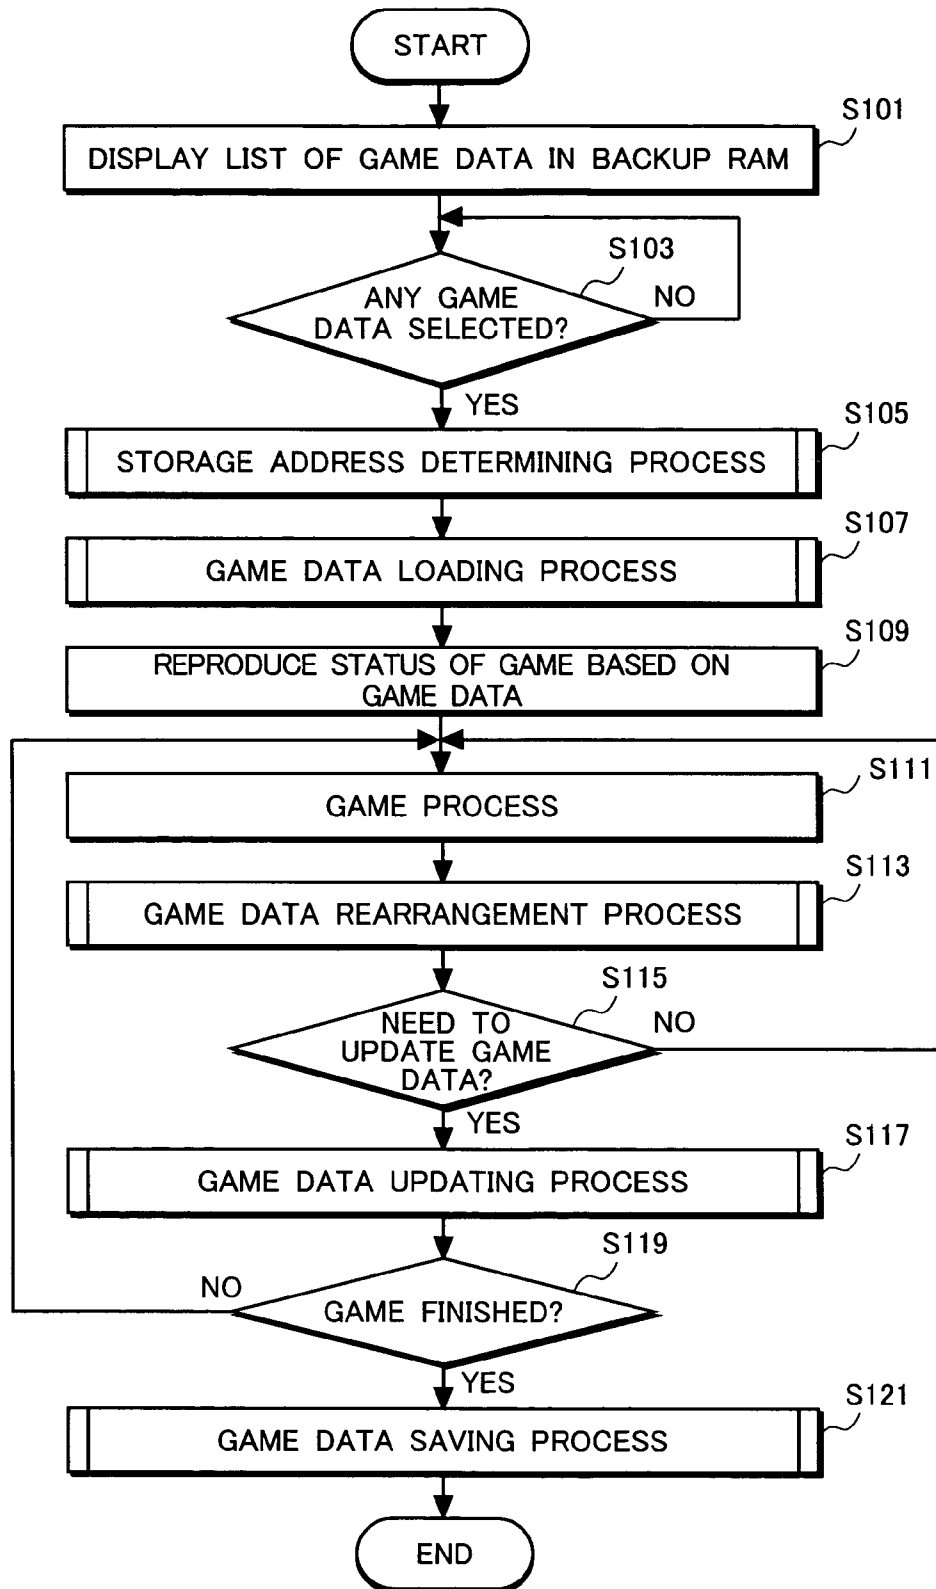 START
S101
DISPLAY LIST OF GAME DATA IN BACKUP RAM
S103
ANY GAME
DATA SELECTED?
NO
YES
S105
STORAGE ADDRESS DETERMINING PROCESS
S107
GAME DATA LOADING PROCESS
S109
REPRODUCE STATUS OF GAME BASED ON
GAME DATA
S111
GAME PROCESS
S113
GAME DATA REARRANGEMENT PROCESS
S115
NEED TO
UPDATE GAME
DATA?
NO
YES
S117
GAME DATA UPDATING PROCESS
S119
NO
GAME FINISHED?
YES
S121
GAME DATA SAVING PROCESS
END